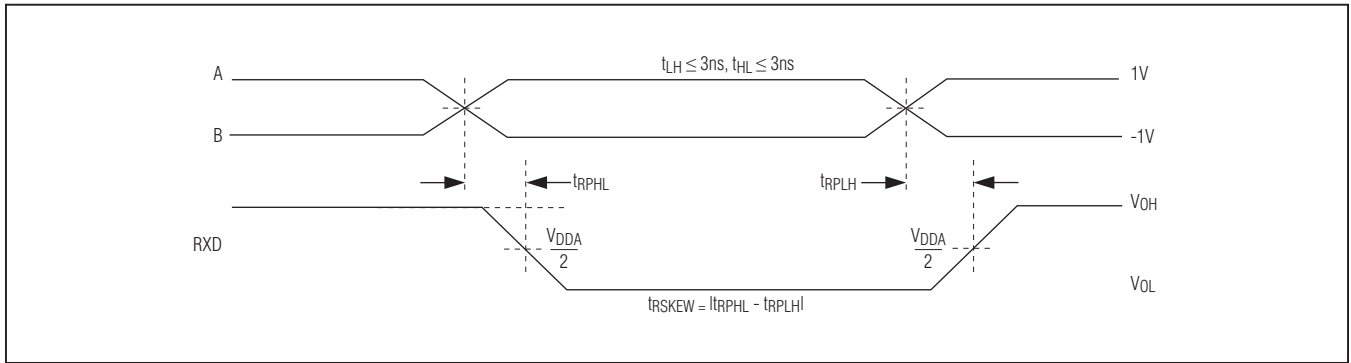 A
tLH ≤ 3ns, tHL ≤ 3ns
1V
B
-1V
tRPHL
tRPLH
RXD
VDDA
2
VDDA
2
VOH
VOL
tRSKEW = |tRPHL - tRPLH|